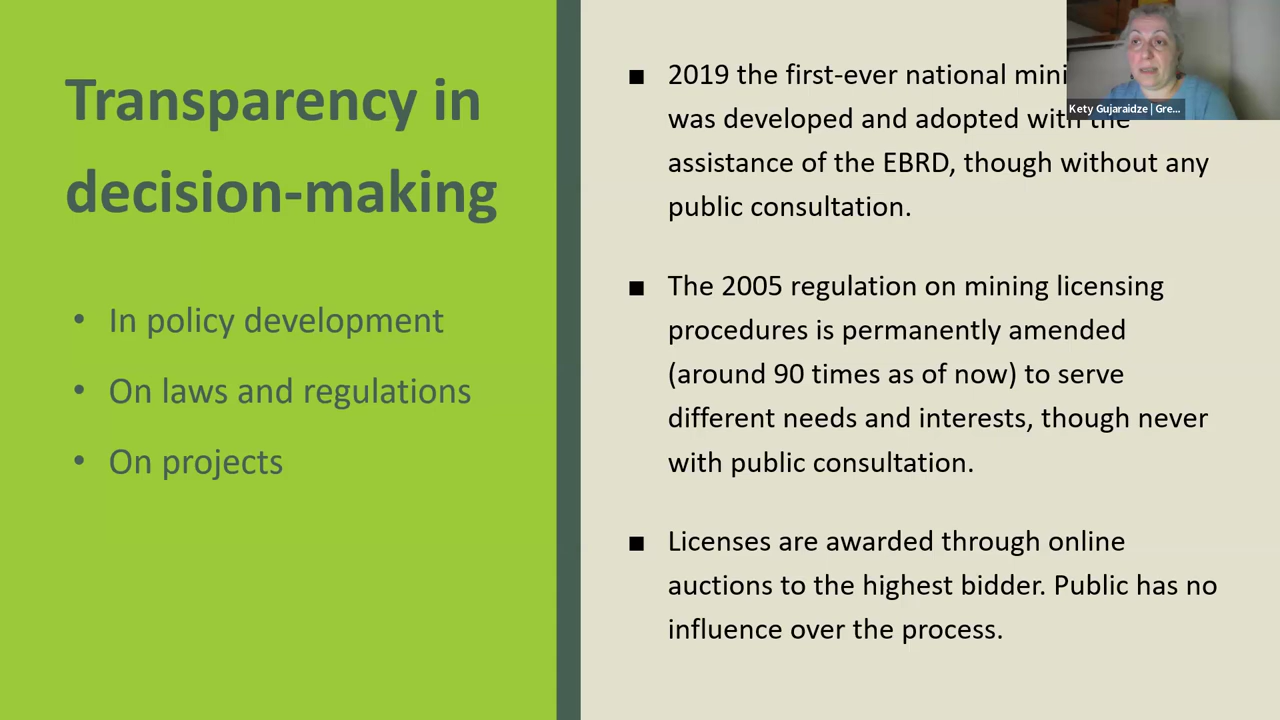 Transparency in
decision-making
• In policy development
• On laws and regulations
• On projects
■ 2019 the first-ever national
was developed and adopted with the
assistance of the EBRD, though without any
public consultation.
■ The 2005 regulation on mining licensing
procedures is permanently amended
(around 90 times as of now) to serve
different needs and interests, though never
with public consultation.
■ Licenses are awarded through online
auctions to the highest bidder. Public has no
influence over the process.
Kety Gujaraidze | Gre...